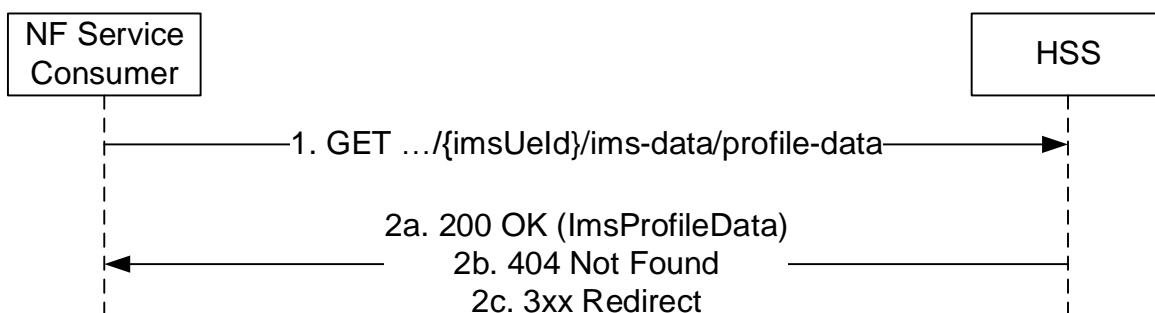 NF Service
Consumer
HSS
1. GET …/{imsUeId}/ims-data/profile-data
2a. 200 OK (ImsProfileData)
2b. 404 Not Found
2c. 3xx Redirect